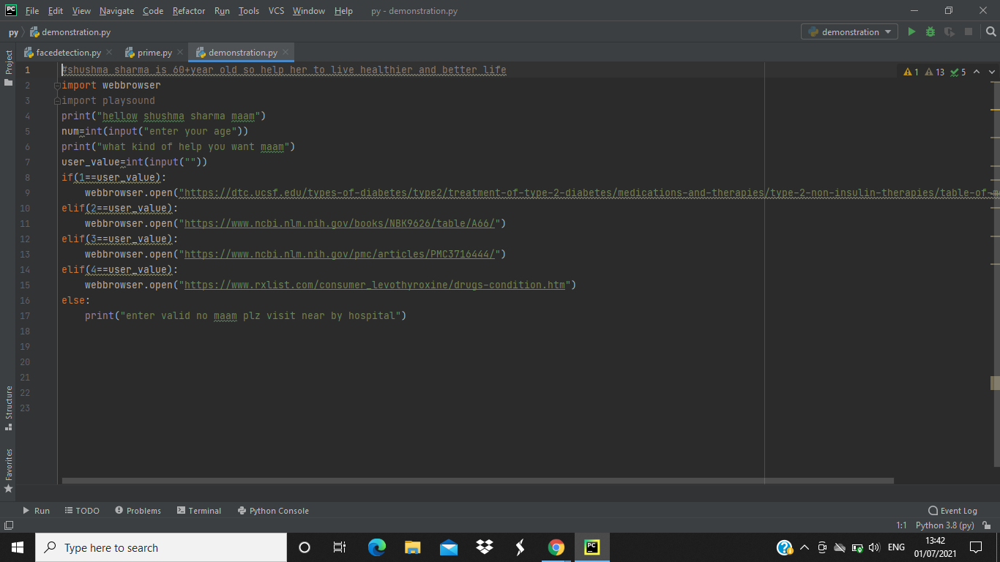 File Edit View Navigate Code Refactor Run Tools VCS Window Help py - demonstration.py
py demonstration.py demonstration
facedetection.py prime.py demonstration.py
Project
1 #shushma sharma is 60+year old so help her to live healthier and better life
1 13 5
2 import webbrowser
3 import playsound
4 print("hellow shushma sharma maam")
5 num=int(input("enter your age"))
6 print("what kind of help you want maam")
7 user_value=int(input(""))
8 if(1==user_value):
9 webbrowser.open("https://dtc.ucsf.edu/types-of-diabetes/type2/treatment-of-type-2-diabetes/medications-and-therapies/type-2-non-insulin-therapies/table-of-m
10 elif(2==user_value):
11 webbrowser.open("https://www.ncbi.nlm.nih.gov/books/NBK9626/table/A66/")
12 elif(3==user_value):
13 webbrowser.open("https://www.ncbi.nlm.nih.gov/pmc/articles/PMC3716444/")
14 elif(4==user_value):
15 webbrowser.open("https://www.rxlist.com/consumer_levothyroxine/drugs-condition.htm")
16 else:
17 print("enter valid no maam plz visit near by hospital")
18
19
20
21
22
23
Structure
Favorites
Run TODO Problems Terminal Python Console Event Log
1:1 Python 3.8 (py)
Type here to search
ENG
13:42
01/07/2021